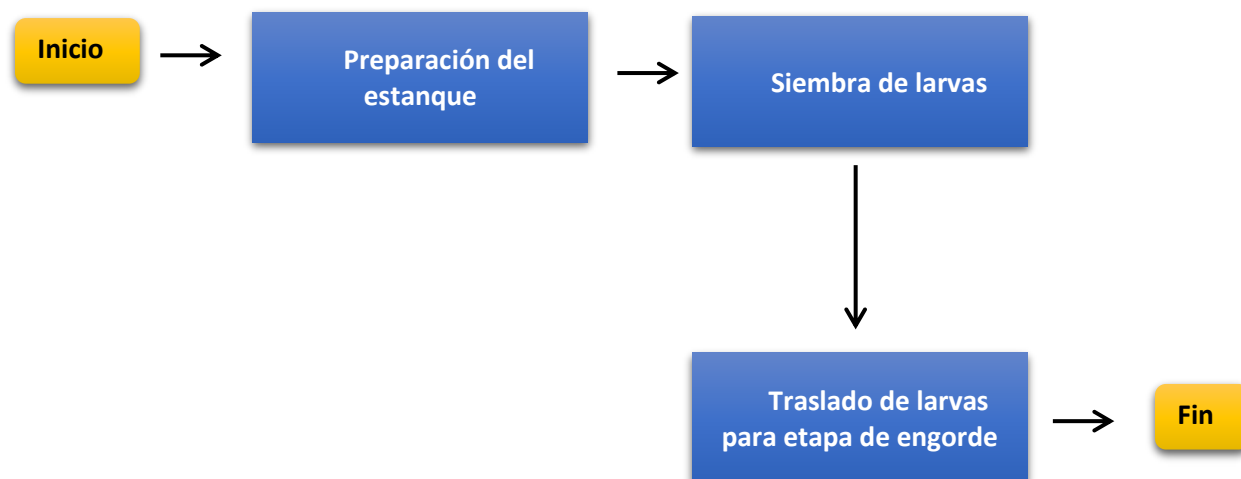 Inicio
Preparación del
estanque
Siembra de larvas
Traslado de larvas
para etapa de engorde
Fin